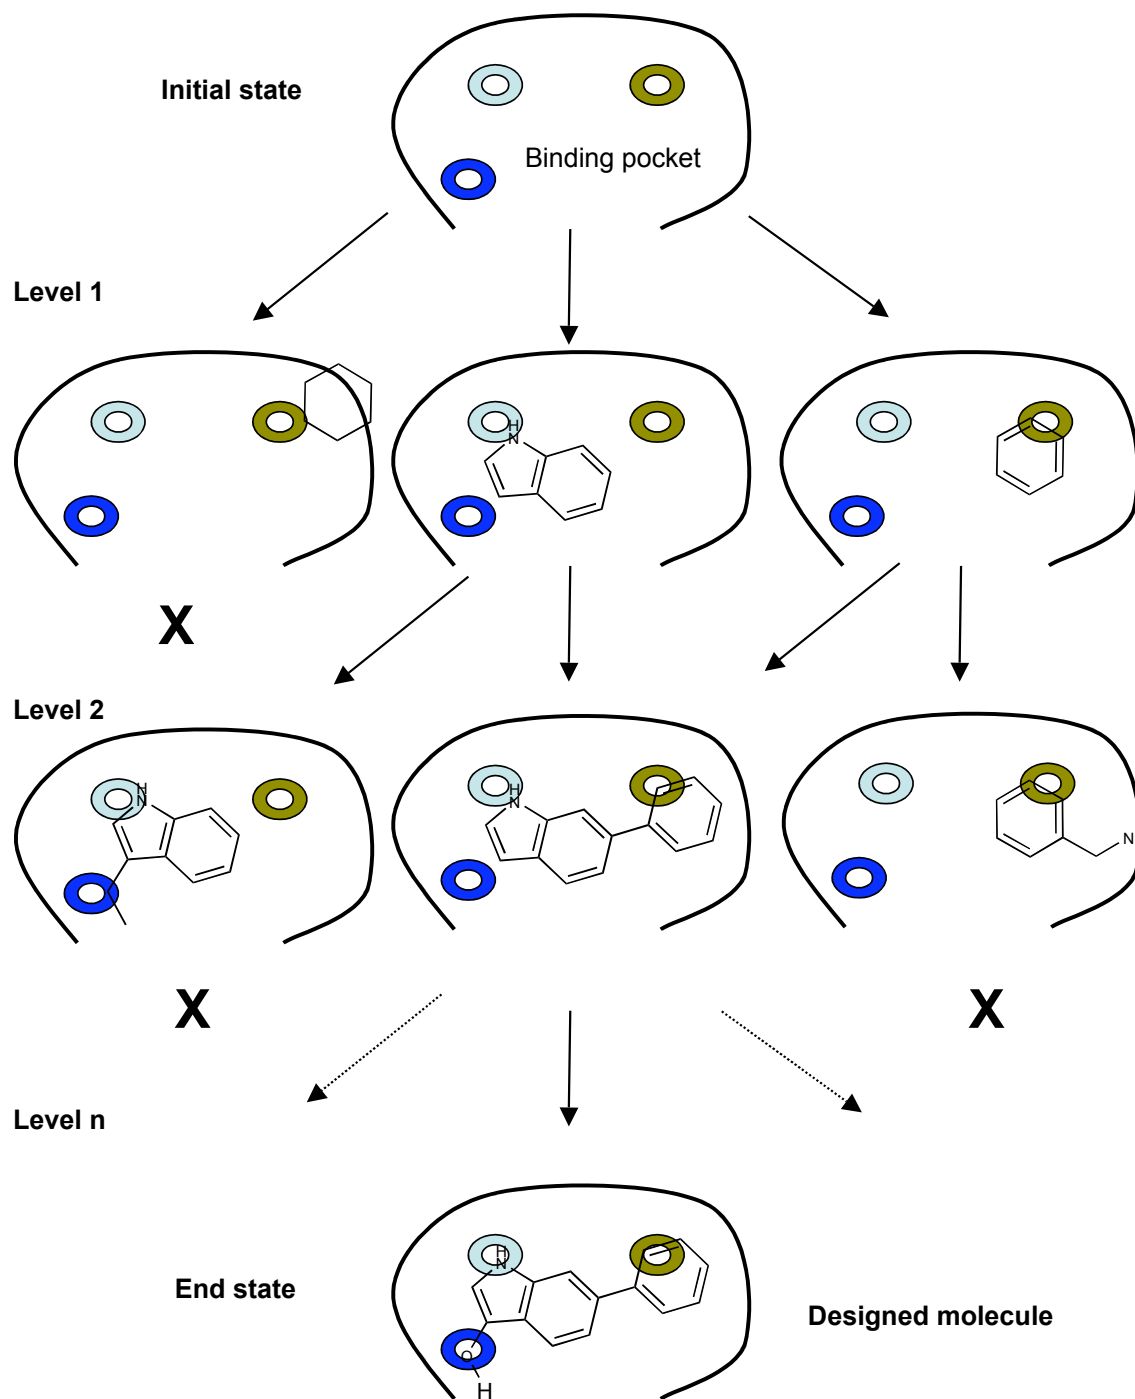 Initial state
Binding pocket
Level 1
H
N
X
Level 2
H
N
H
N
N
X
X
Level n
H
N
End state
Designed molecule
O
H